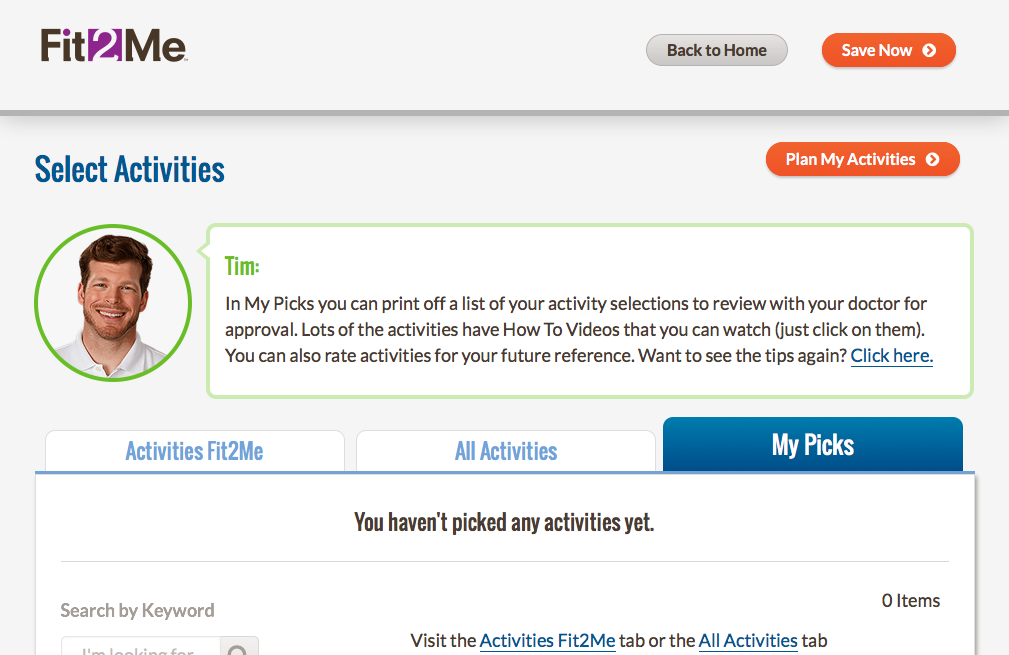 Fit2Me
Back to Home
Save Now
Select Activities
Plan My Activities
Tim:
In My Picks you can print off a list of your activity selections to review with your doctor for
approval. Lots of the activities have How To Videos that you can watch (just click on them).
You can also rate activities for your future reference. Want to see the tips again? Click here.
Activities Fit2Me
All Activities
My Picks
You haven't picked any activities yet.
0 Items
Search by Keyword
Visit the Activities Fit2Me tab or the All Activities tab
I'm looking for